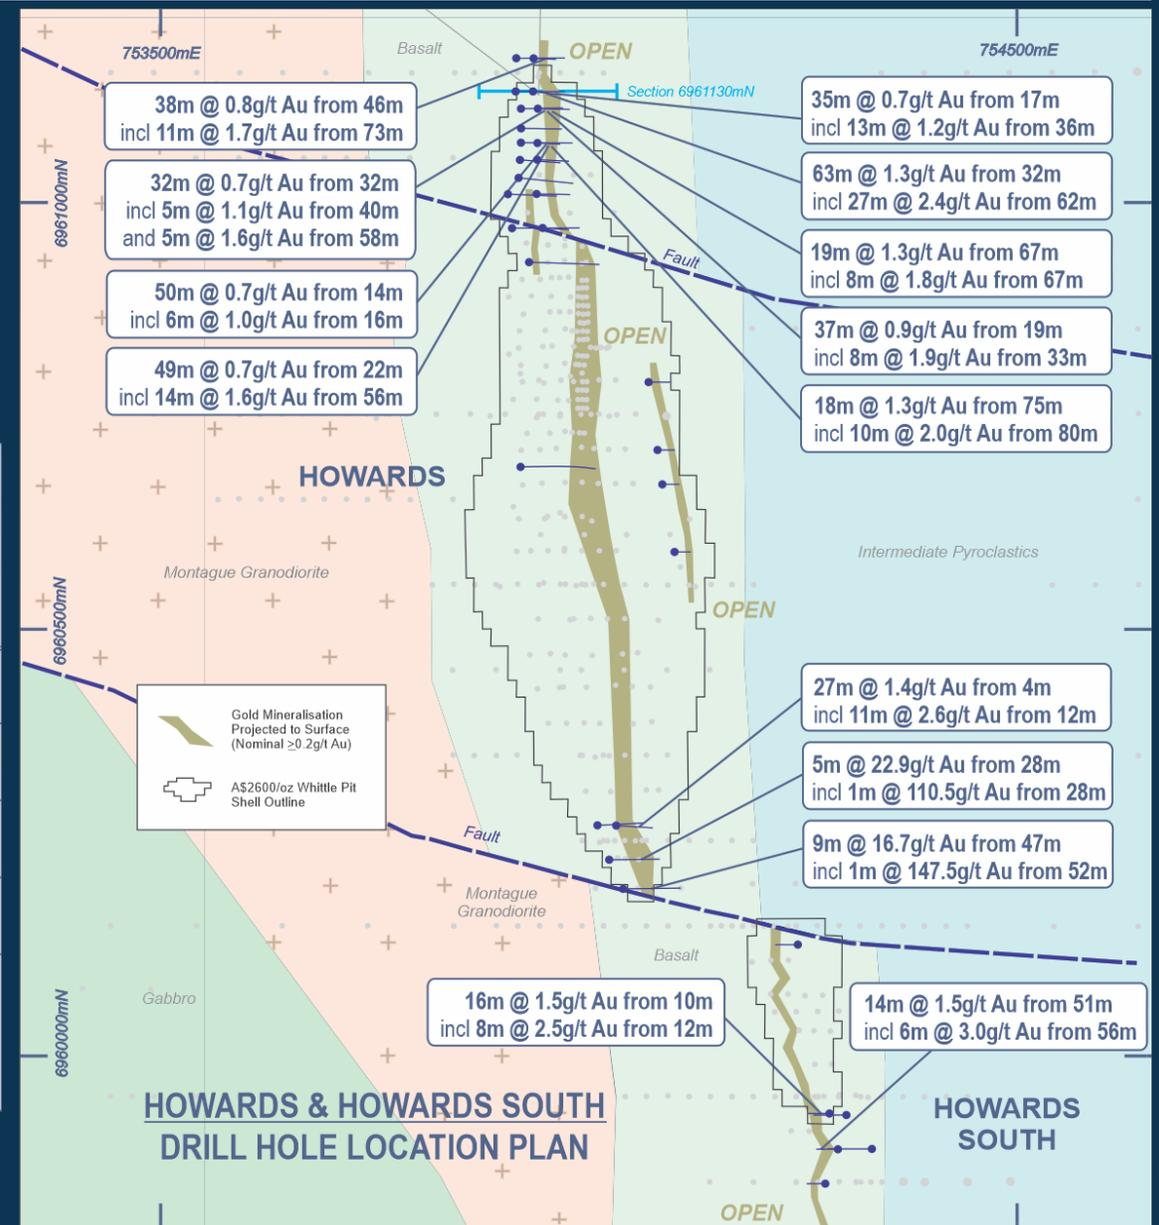 753500mE
754500mE
Basalt
OPEN
Section 6961130mN
38m @ 0.8g/t Au from 46m
incl 11m @ 1.7g/t Au from 73m
32m @ 0.7g/t Au from 32m
incl 5m @ 1.1g/t Au from 40m
and 5m @ 1.6g/t Au from 58m
50m @ 0.7g/t Au from 14m
incl 6m @ 1.0g/t Au from 16m
49m @ 0.7g/t Au from 22m
incl 14m @ 1.6g/t Au from 56m
35m @ 0.7g/t Au from 17m
incl 13m @ 1.2g/t Au from 36m
63m @ 1.3g/t Au from 32m
incl 27m @ 2.4g/t Au from 62m
19m @ 1.3g/t Au from 67m
incl 8m @ 1.8g/t Au from 67m
37m @ 0.9g/t Au from 19m
incl 8m @ 1.9g/t Au from 33m
18m @ 1.3g/t Au from 75m
incl 10m @ 2.0g/t Au from 80m
6961000mN
Fault
OPEN
HOWARDS
Montague Granodiorite
Intermediate Pyroclastics
OPEN
6960500mN
Gold Mineralisation
Projected to Surface
(Nominal ≥0.2g/t Au)
A$2600/oz Whittle Pit
Shell Outline
27m @ 1.4g/t Au from 4m
incl 11m @ 2.6g/t Au from 12m
5m @ 22.9g/t Au from 28m
incl 1m @ 110.5g/t Au from 28m
9m @ 16.7g/t Au from 47m
incl 1m @ 147.5g/t Au from 52m
Fault
Montague
Granodiorite
Basalt
Gabbro
6960000mN
16m @ 1.5g/t Au from 10m
incl 8m @ 2.5g/t Au from 12m
14m @ 1.5g/t Au from 51m
incl 6m @ 3.0g/t Au from 56m
HOWARDS & HOWARDS SOUTH
DRILL HOLE LOCATION PLAN
HOWARDS
SOUTH
OPEN